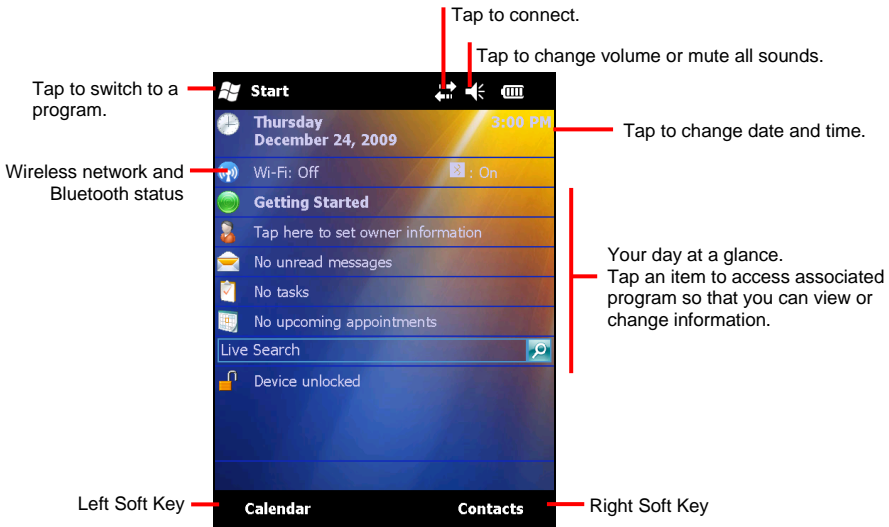 Tap to connect.
Tap to change volume or mute all sounds.
Tap to switch to a
program.
Start
Thursday
December 24, 2009
3:00 PM
Tap to change date and time.
Wireless network and
Bluetooth status
Wi-Fi: Off
: On
Getting Started
Tap here to set owner information
No unread messages
No tasks
No upcoming appointments
Live Search
Device unlocked
Your day at a glance.
Tap an item to access associated
program so that you can view or
change information.
Left Soft Key
Calendar
Contacts
Right Soft Key